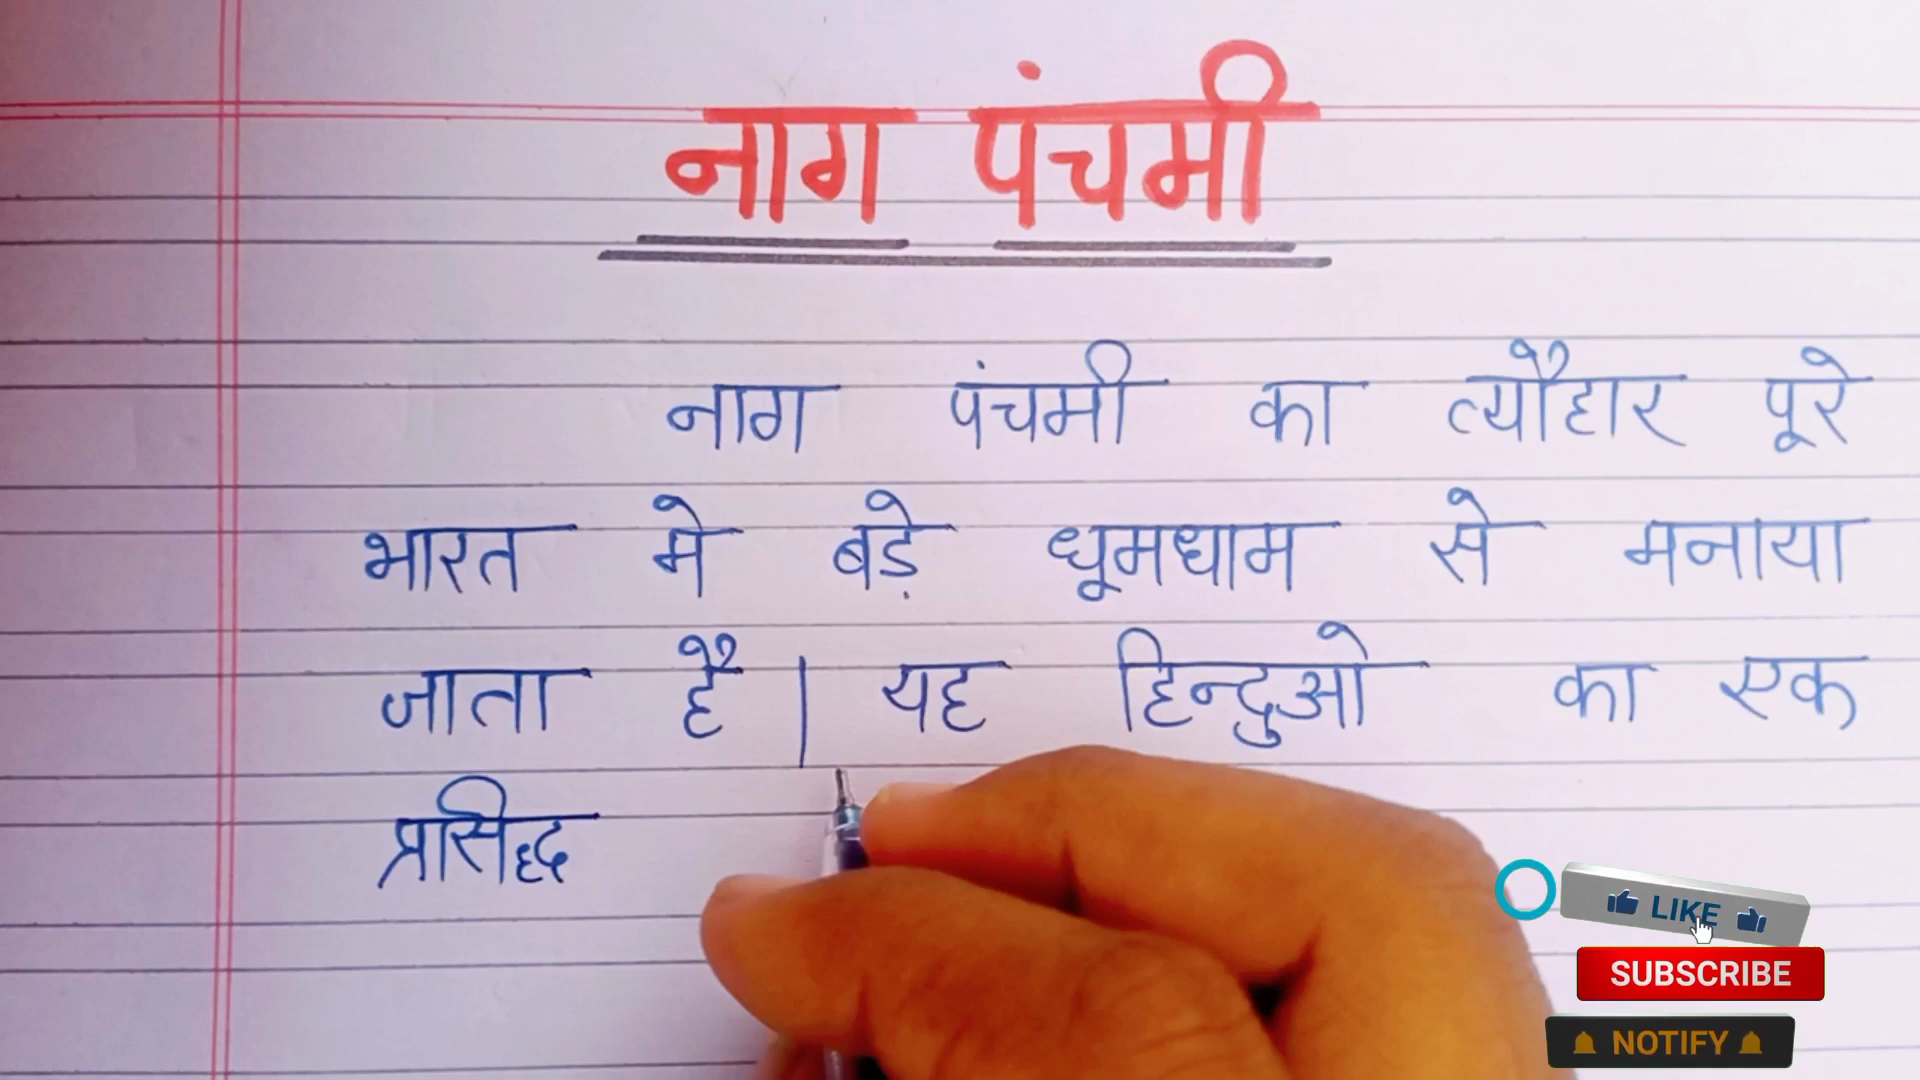 नाग पंचमी
नाग पंचमी का त्यौहार पूरे
भारत मे बड़े धूमधाम से मनाया
जाता है | यह हिन्दुओ का एक
प्रसिद्ध
LIKE
SUBSCRIBE
NOTIFY